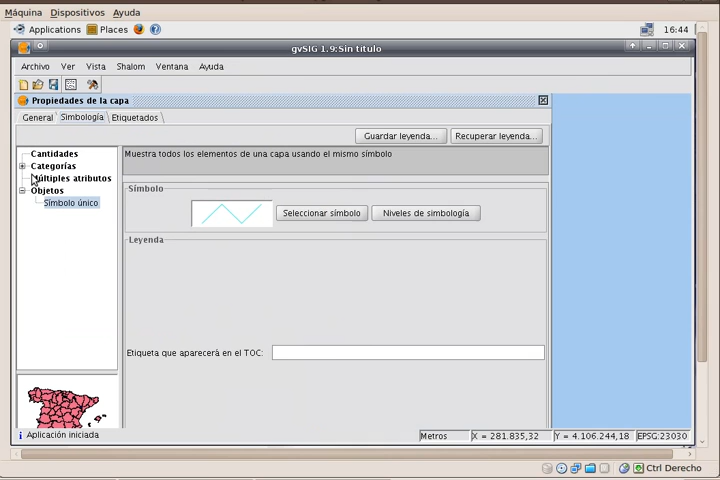 Máquina Dispositivos Ayuda
Applications Places ? 16:44
gvSIG 1.9:Sin titulo
Archivo Ver Vista Shalom Ventana Ayuda
Propiedades de la capa
General Simbología Etiquetados
Guardar leyenda... Recuperar leyenda...
Cantidades
Categorías
Múltiples atributos
Objetos
Símbolo único
Muestra todos los elementos de una capa usando el mismo símbolo
Símbolo
Seleccionar símbolo Niveles de simbología
Leyenda
Etiqueta que aparecerá en el TOC:
Aplicación iniciada Metros X = 281.835,32 Y = 4.106.244,18 EPSG:23030
Ctrl Derecho